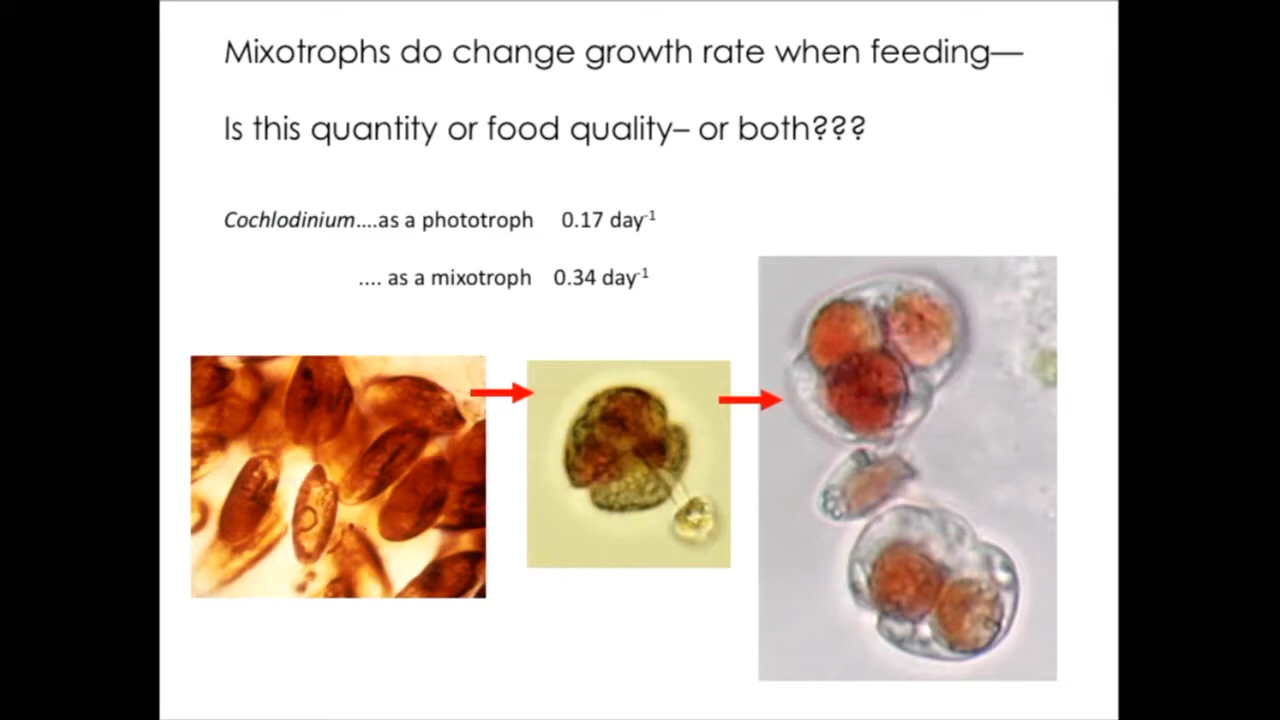 Mixotrophs do change growth rate when feeding—
Is this quantity or food quality– or both???
Cochlodinium....as a phototroph 0.17 day-1
.... as a mixotroph 0.34 day-1